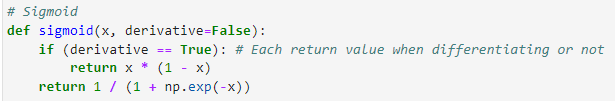 # Sigmoid
def sigmoid(x, derivative=False):
    if (derivative == True): # Each return value when differentiating or not
        return x * (1 - x)
    return 1 / (1 + np.exp(-x))